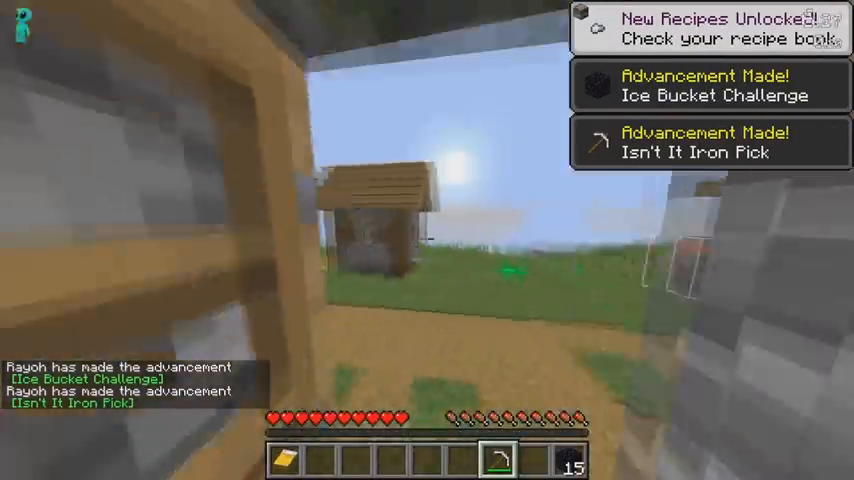 New Recipes Unlocked!
Check your recipe book
Advancement Made!
Ice Bucket Challenge
Advancement Made!
Isn't It Iron Pick
Rayoh has made the advancement
[Ice Bucket Challenge]
Rayoh has made the advancement
[Isn't It Iron Pick]
15